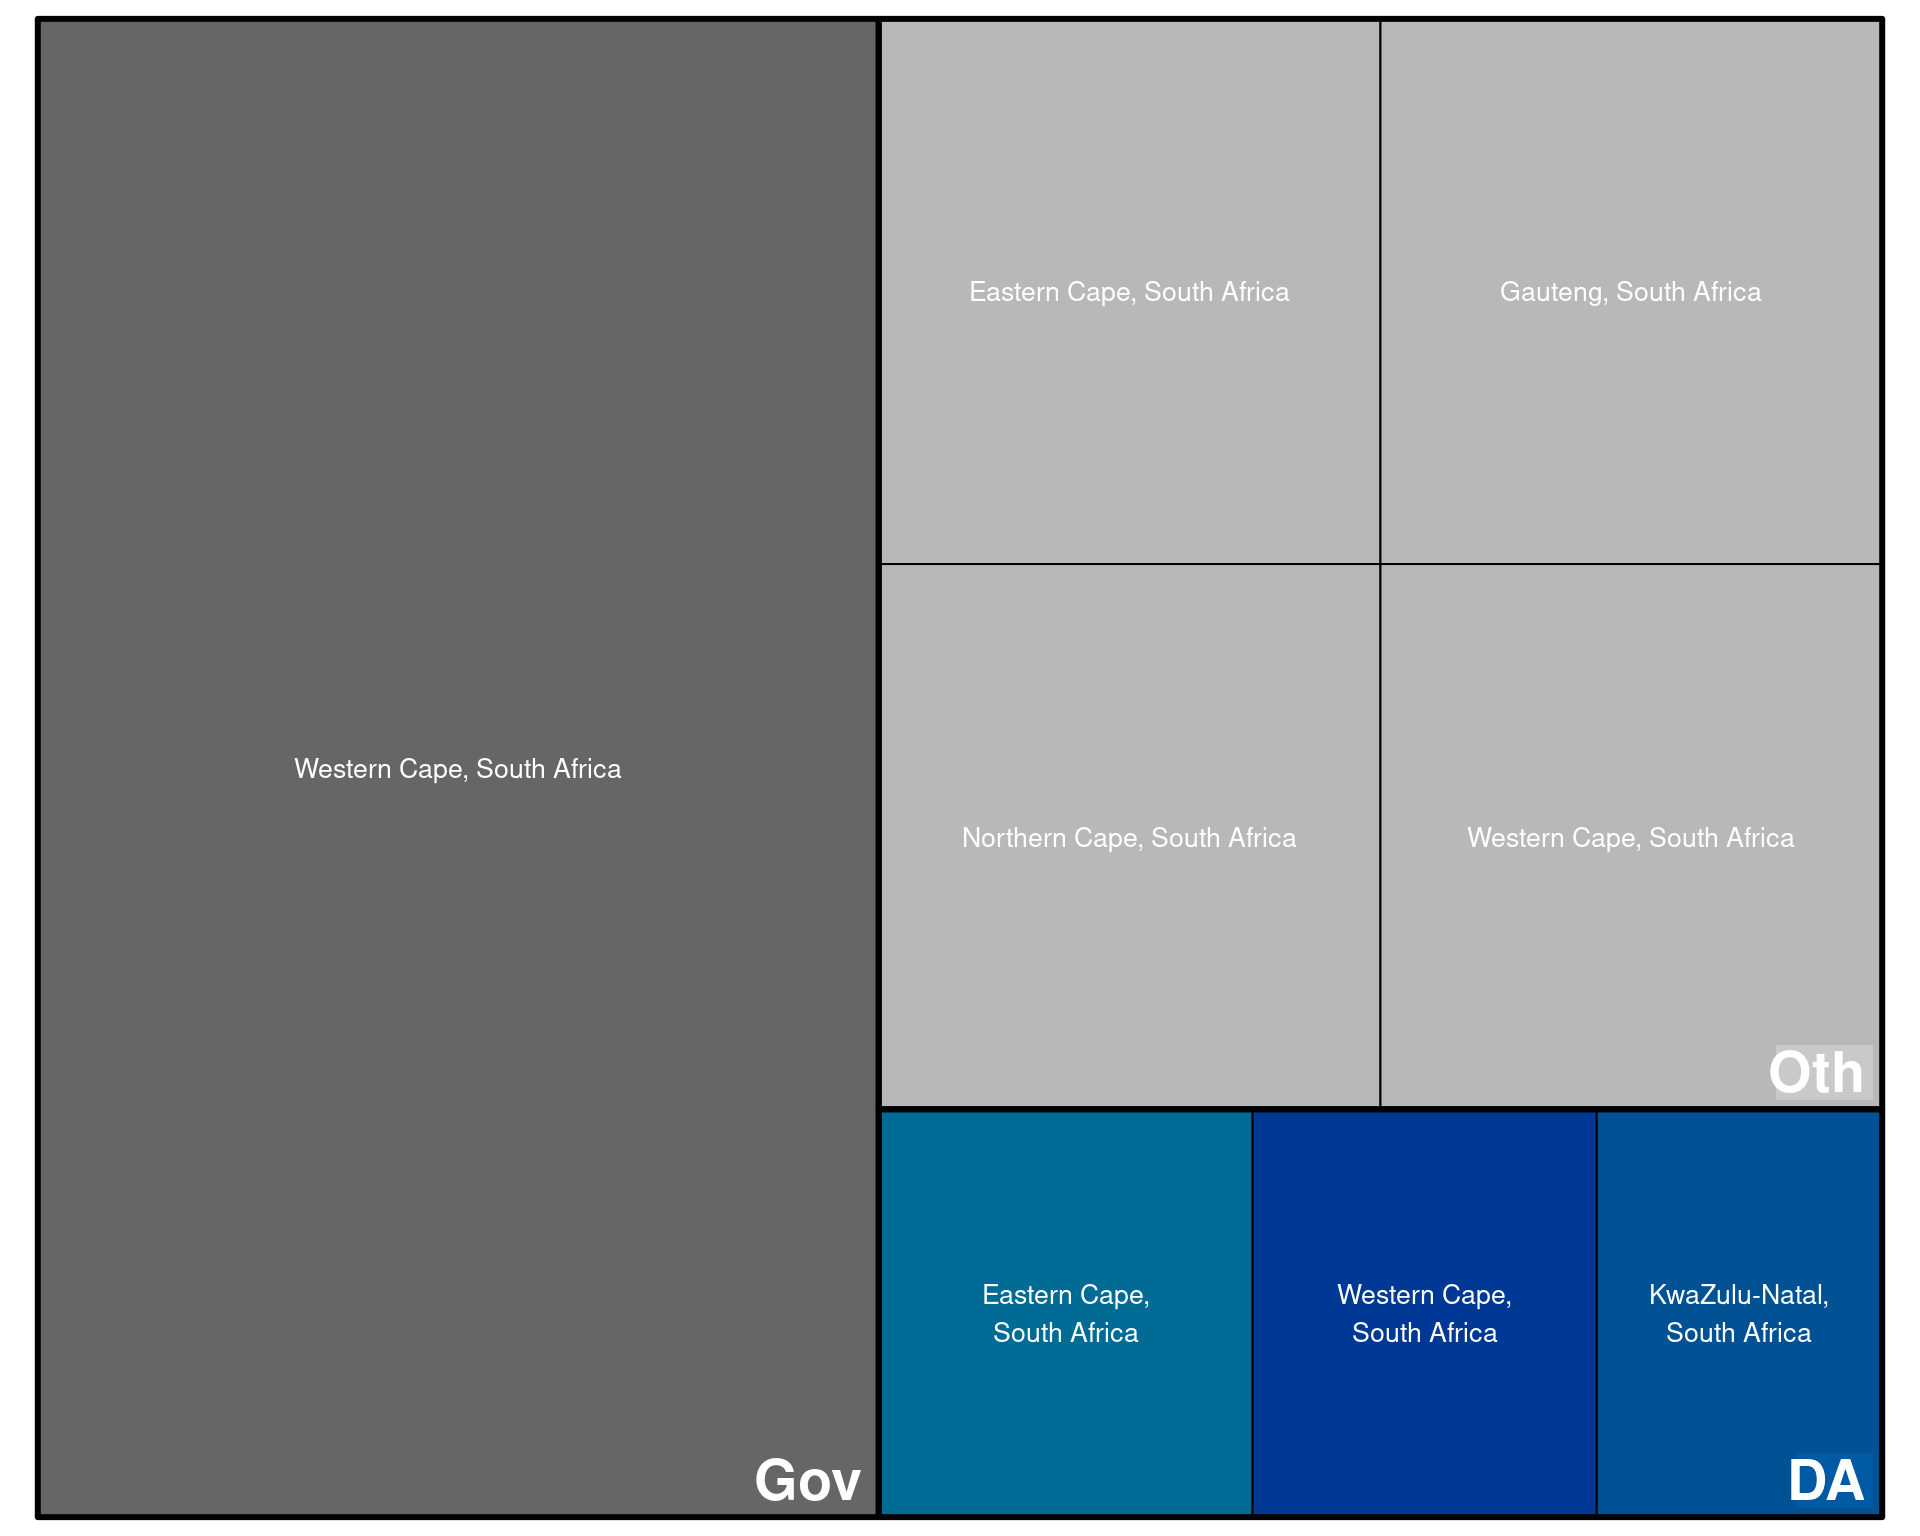 Western Cape, South Africa
Gov
Eastern Cape, South Africa
Gauteng, South Africa
Northern Cape, South Africa
Western Cape, South Africa
Oth
Eastern Cape,
South Africa
Western Cape,
South Africa
KwaZulu-Natal,
South Africa
DA